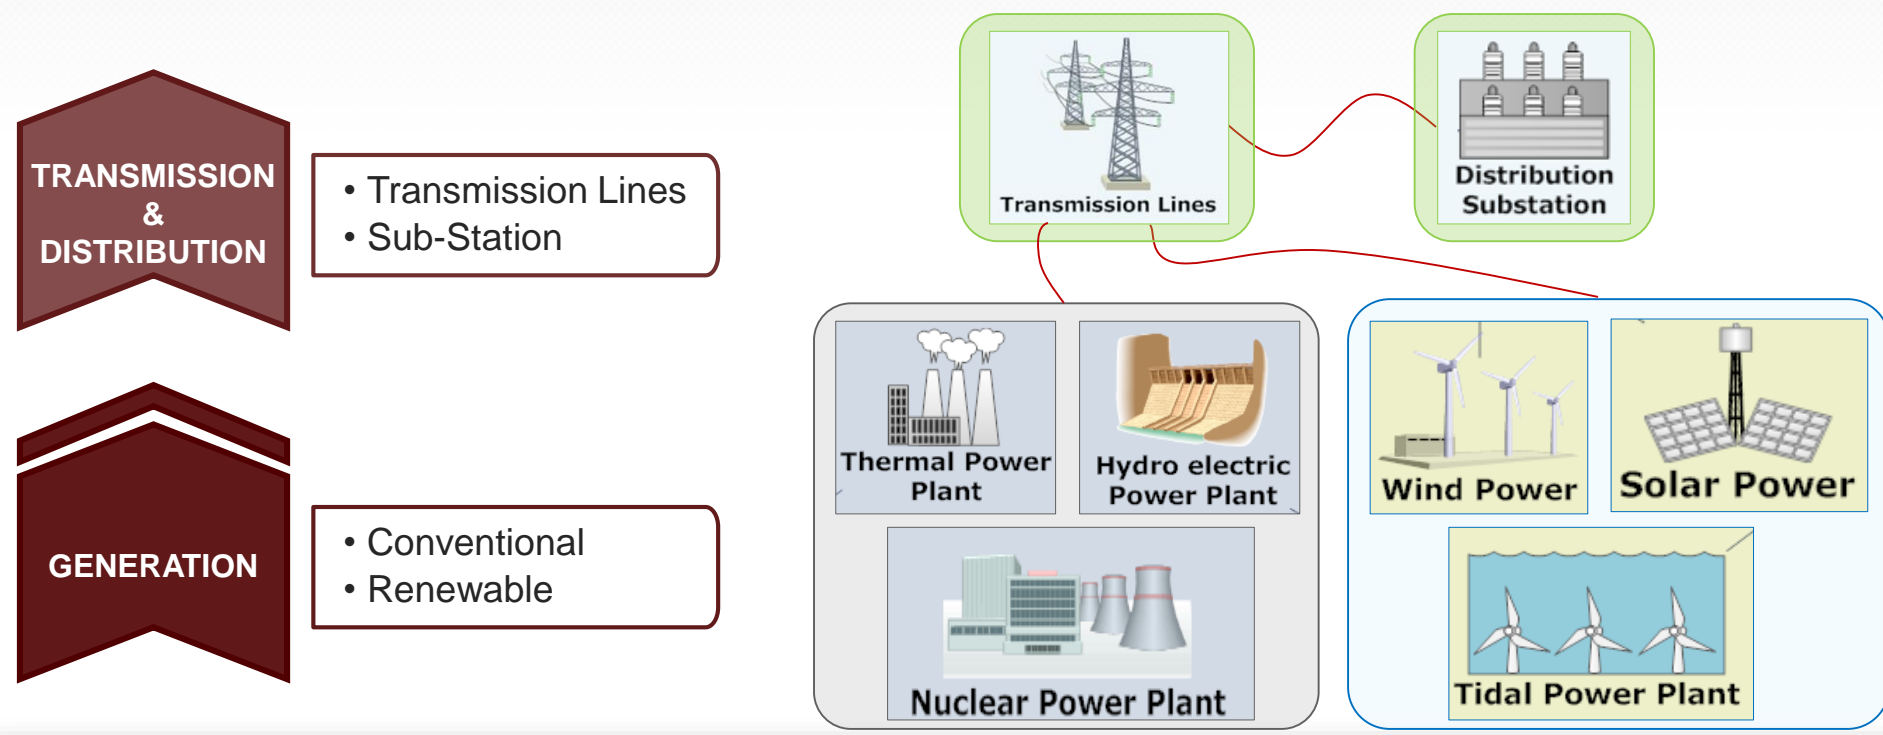 TRANSMISSION
&
DISTRIBUTION
• Transmission Lines
• Sub-Station
GENERATION
• Conventional
• Renewable
Transmission Lines
Distribution
Substation
Thermal Power
Plant
Hydro electric
Power Plant
Nuclear Power Plant
Wind Power
Solar Power
Tidal Power Plant